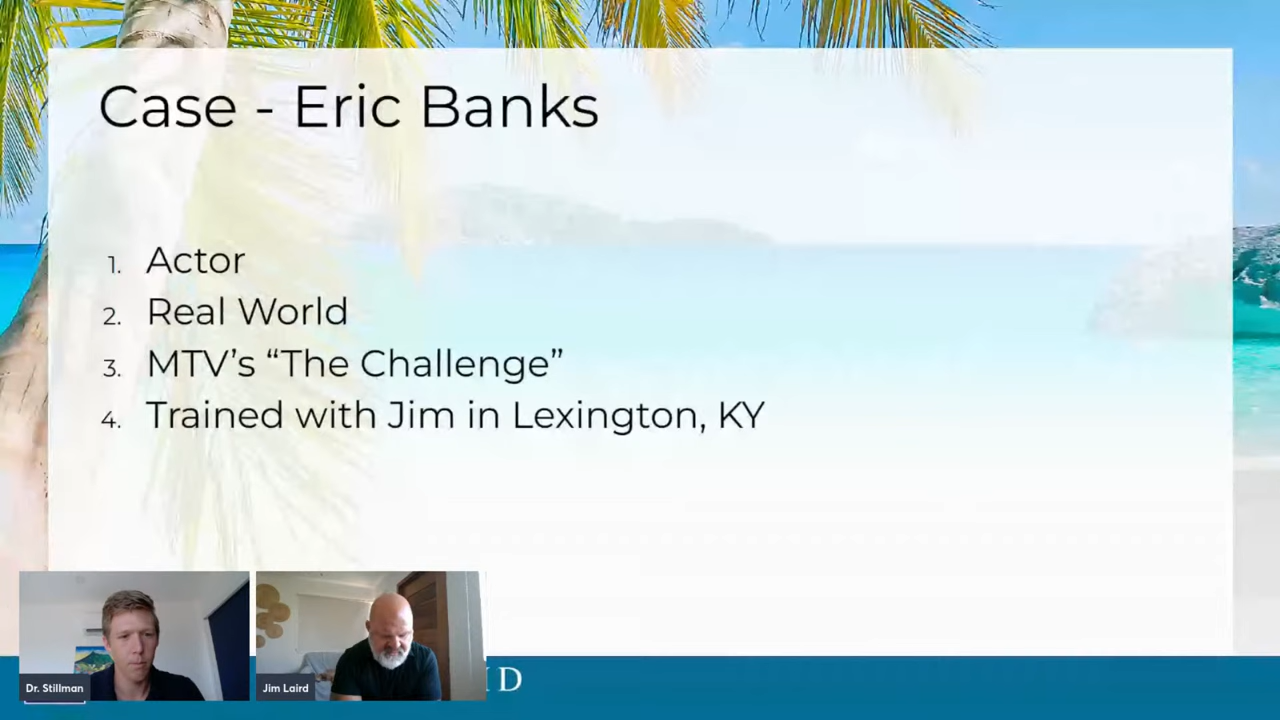 Case - Eric Banks
1. Actor
2. Real World
3. MTV’s “The Challenge”
4. Trained with Jim in Lexington, KY
Dr. Stillman
Jim Laird
D